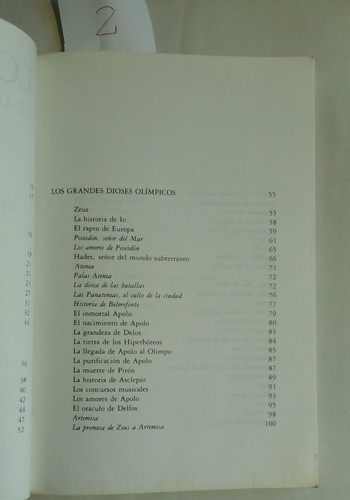 2
LOS GRANDES DIOSES OLÍMPICOS 55
Zeus 55
La historia de Io 58
El rapto de Europa
Poseidón, señor del Mar 61
Los amores de Poseidón 65
Hades, señor del mundo subterráneo 66
Atenea 71
Palas Atenea 72
La diosa de las batallas 72
Las Panateneas, el culto de la ciudad 76
Historia de Belerofonte 77
El inmortal Apolo 79
El nacimiento de Apolo 80
La grandeza de Delos 84
La tierra de los Hiperbóreos
La llegada de Apolo al Olimpo
La purificación de Apolo 87
La muerte de Pitón 87
La historia de Asclepio
Los concursos musicales 91
Los amores de Apolo 93
El oráculo de Delfos 95
Artemisa 98
La promesa de Zeus a Artemisa 100